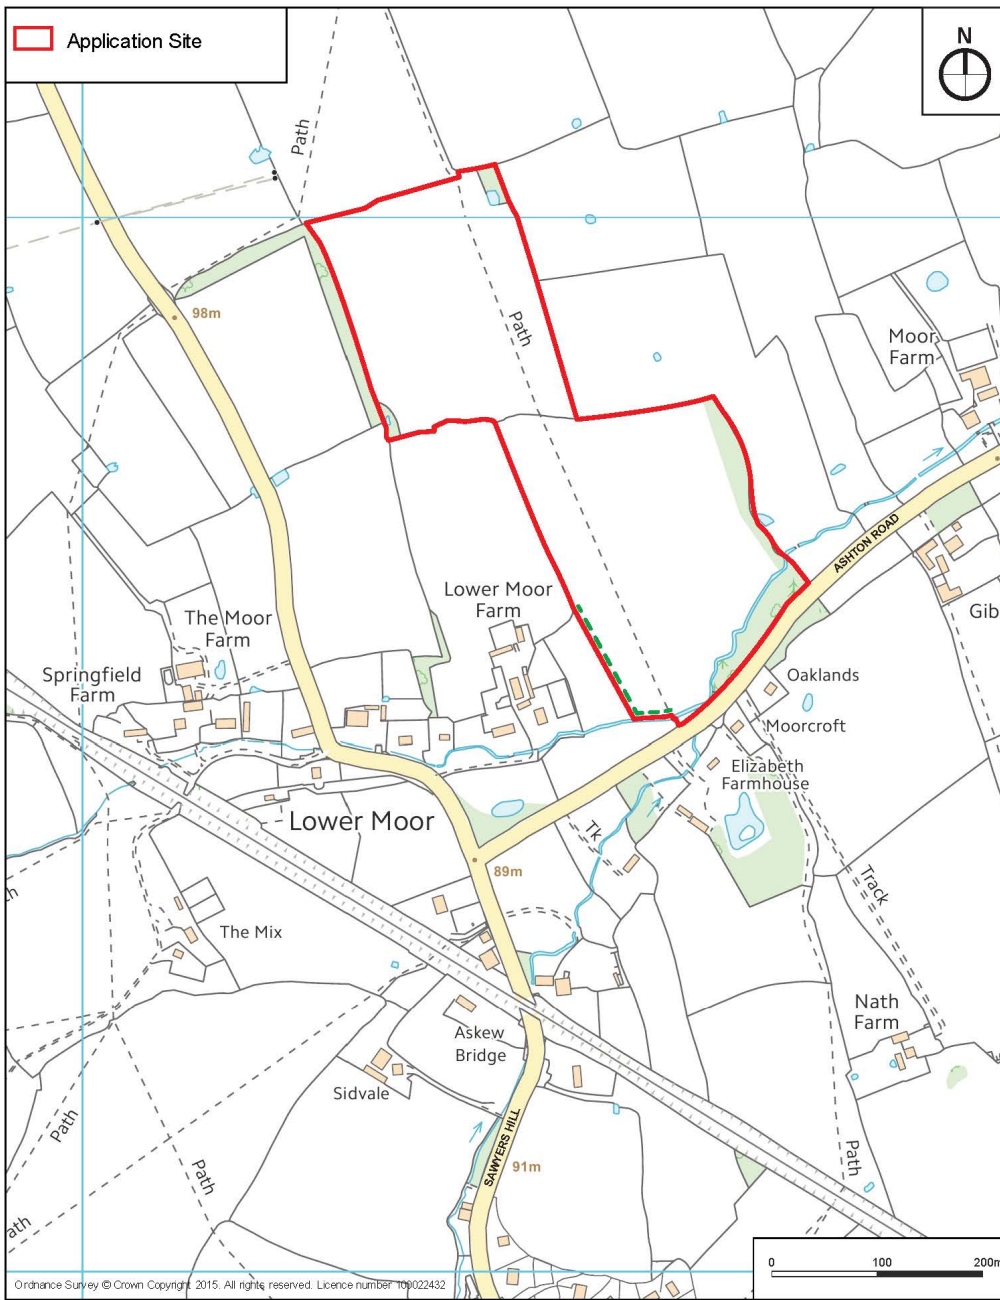 Application Site
N
Path
98m
Path
Moor
Farm
ASHTON ROAD
Lower Moor
Farm
The Moor
Farm
Springfield
Farm
Gib
Oaklands
Moorcroft
Elizabeth
Farmhouse
Lower Moor
Tk
89m
Track
The Mix
Nath
Farm
Askew
Bridge
Sidvale
Path
Path
ath
SAWYERS HILL
91m
Path
0 100 200m
Ordnance Survey © Crown Copyright 2015. All rights reserved. Licence number 100022432